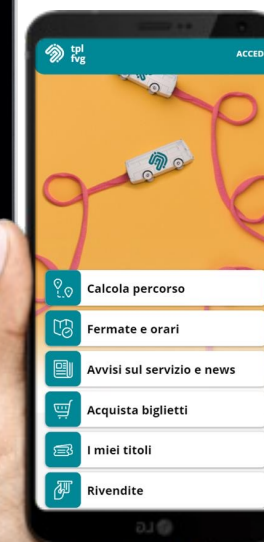 tpl
fvg
ACCED
Calcola percorso
Fermate e orari
Avvisi sul servizio e news
Acquista biglietti
I miei titoli
Rivendite
LG